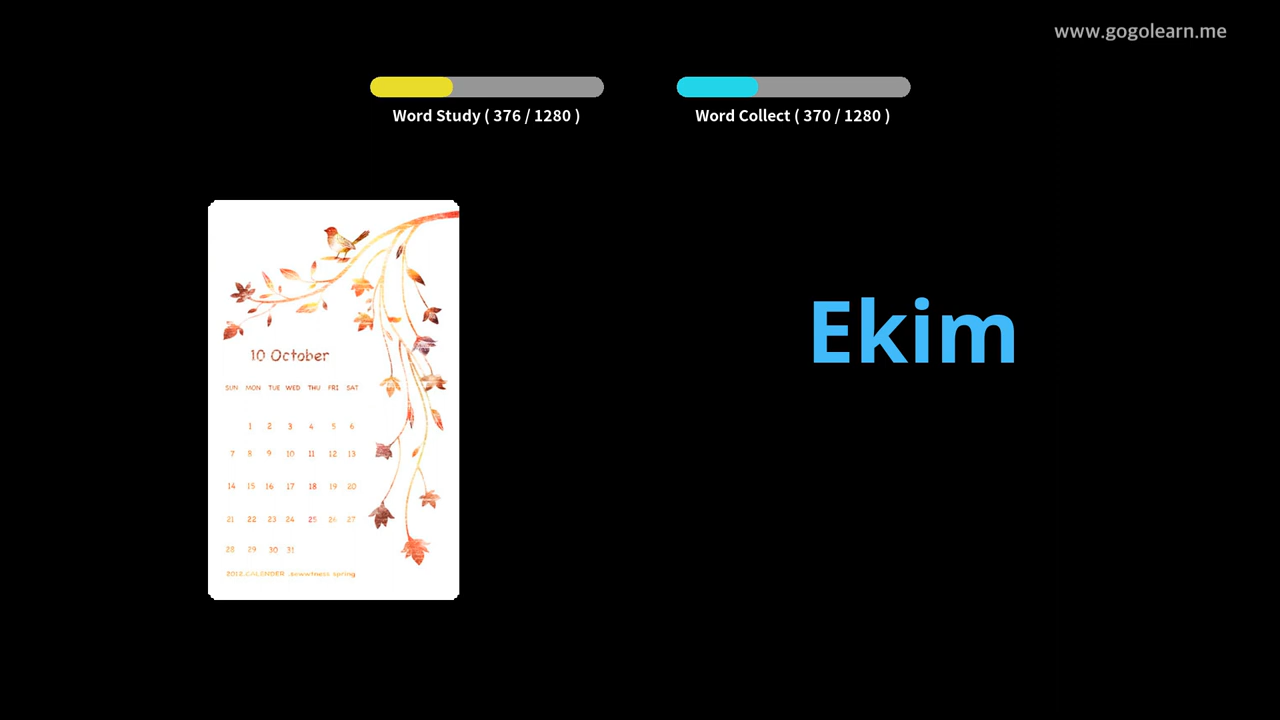 www.gogolearn.me
Word Study ( 376 / 1280 )
Word Collect ( 370 / 1280 )
10 October
SUN MON TUE WED THU FRI SAT
1 2 3 4 5 6
7 8 9 10 11 12 13
14 15 16 17 18 19 20
21 22 23 24 25 26 27
28 29 30 31
2012.CALENDER
Ekim